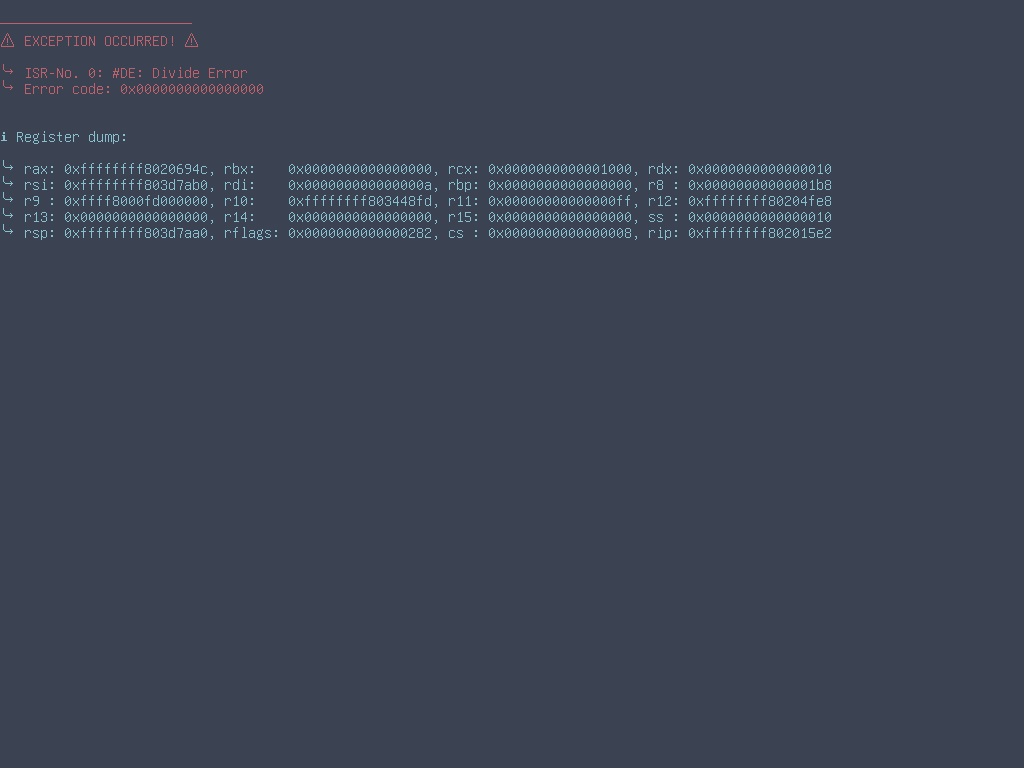 ⚠ EXCEPTION OCCURRED! ⚠
↳ ISR-No. 0: #DE: Divide Error
↳ Error code: 0x0000000000000000
ℹ Register dump:
↳ rax: 0xffffffff8020694c, rbx:    0x0000000000000000, rcx: 0x0000000000001000, rdx: 0x0000000000000010
↳ rsi: 0xffffffff803d7ab0, rdi:    0x000000000000000a, rbp: 0x0000000000000000, r8 : 0x00000000000001b8
↳ r9 : 0xffff8000fd000000, r10:    0xffffffff803448fd, r11: 0x00000000000000ff, r12: 0xffffffff80204fe8
↳ r13: 0x0000000000000000, r14:    0x0000000000000000, r15: 0x0000000000000000, ss : 0x0000000000000010
↳ rsp: 0xffffffff803d7aa0, rflags: 0x0000000000000282, cs : 0x0000000000000008, rip: 0xffffffff802015e2